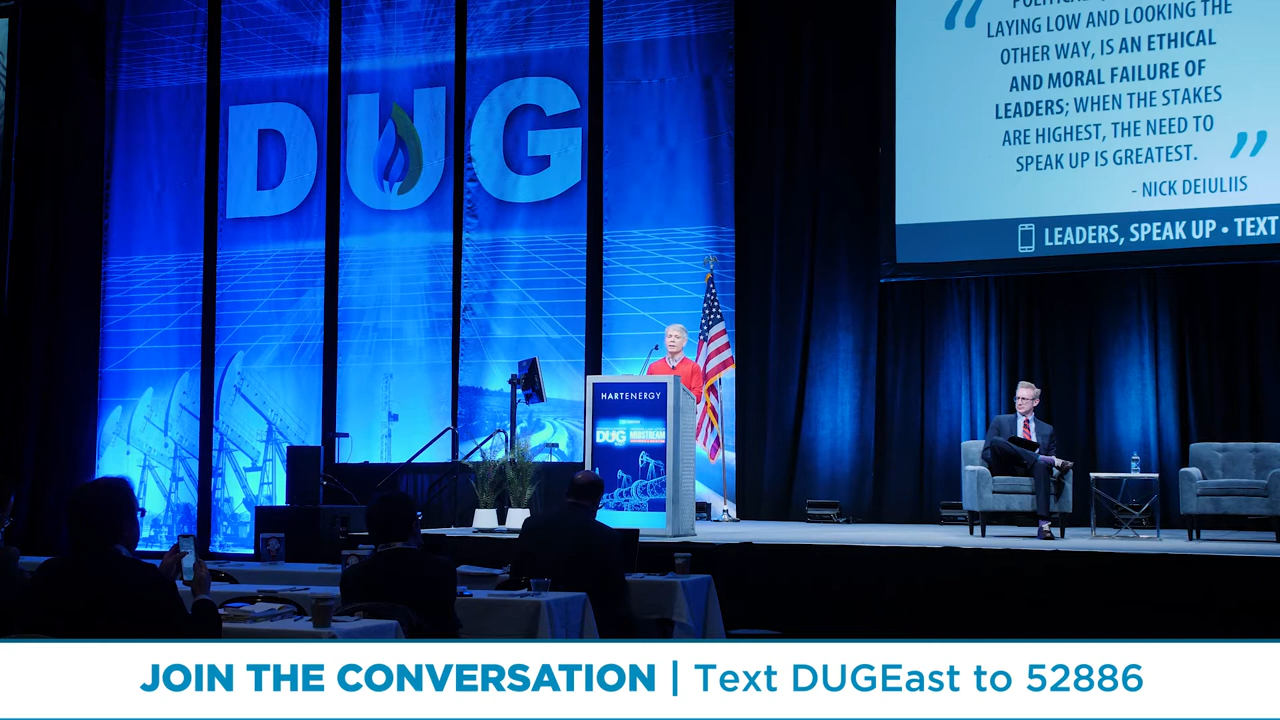 DUG
LAYING LOW AND LOOKING THE
OTHER WAY, IS AN ETHICAL
AND MORAL FAILURE OF
LEADERS; WHEN THE STAKES
ARE HIGHEST, THE NEED TO
SPEAK UP IS GREATEST.
- NICK DEIULIIS
LEADERS, SPEAK UP • TEXT
HARTENERGY
DUG
MIDSTREAM
JOIN THE CONVERSATION | Text DUGEast to 52886